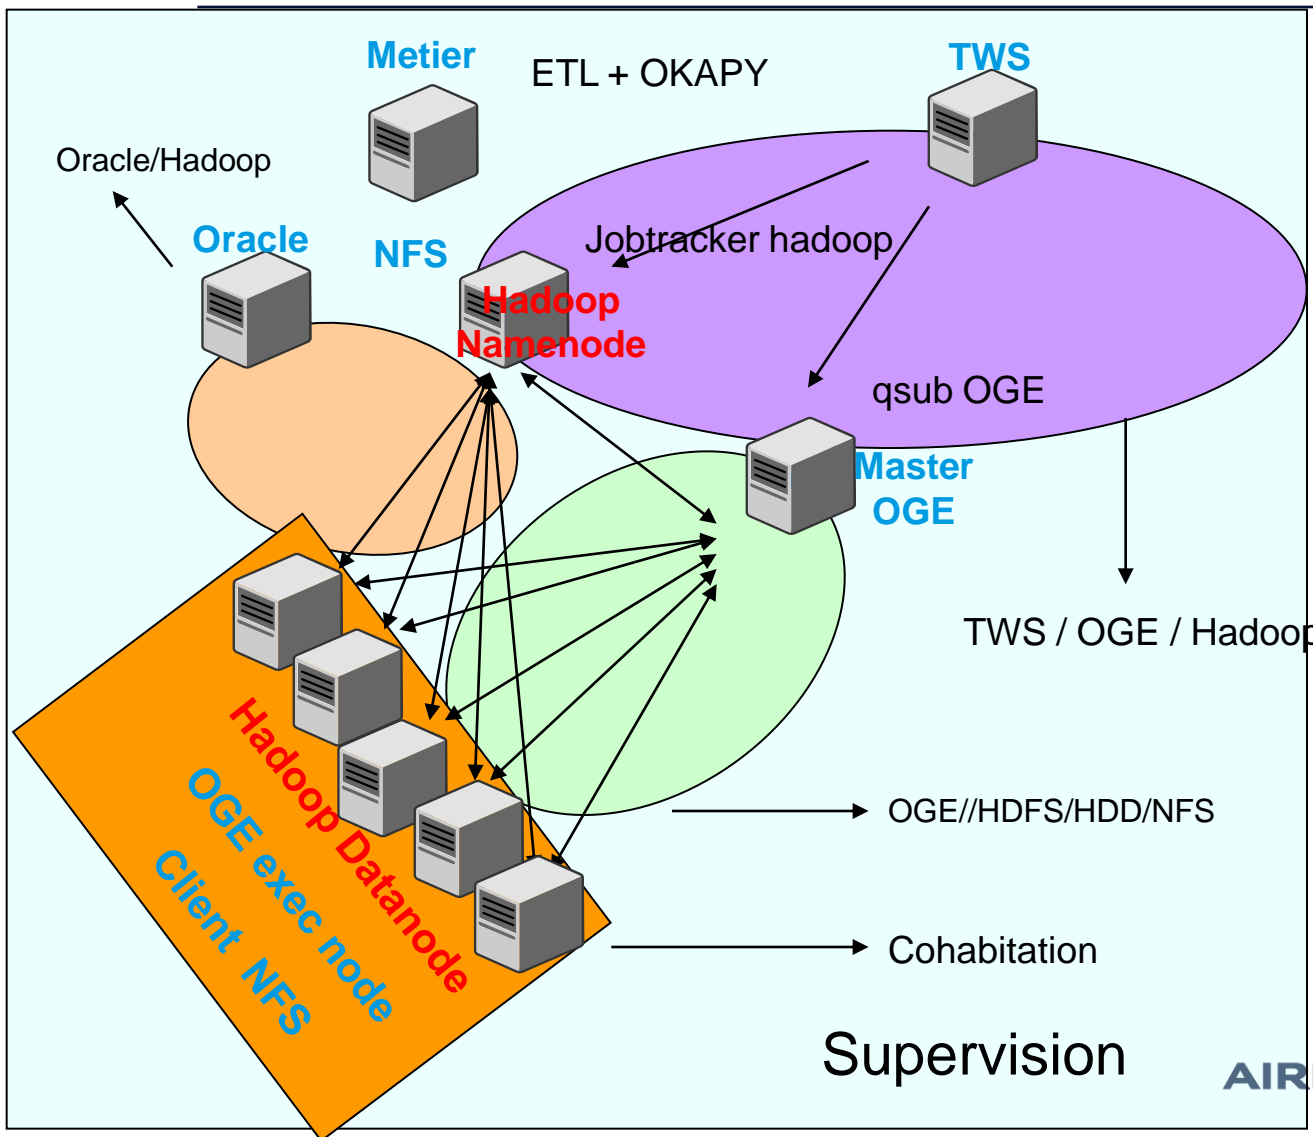 Metier
ETL + OKAPY
TWS
Oracle/Hadoop
Oracle
NFS
Jobtracker hadoop
Hadoop
Namenode
qsub OGE
Master
OGE
TWS / OGE / Hadoop
Hadoop Datanode
OGE exec node
Client NFS
OGE//HDFS/HDD/NFS
Cohabitation
Supervision
AIR